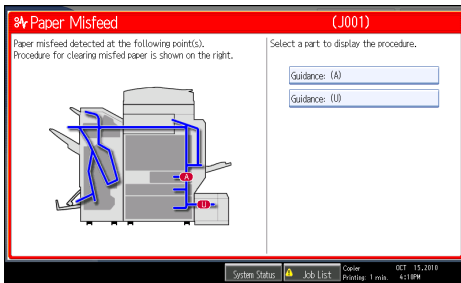 Paper Misfeed
(J001)
Paper misfeed detected at the following point(s).
Procedure for clearing misfed paper is shown on the right.
Select a part to display the procedure.
Guidance: (A)
Guidance: (U)
A
U
System Status
Job List
Copier
Printing: 1 min.
OCT 15,2010
4:18PM